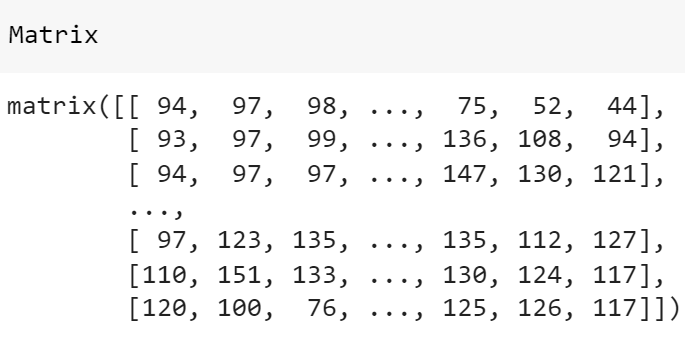 Matrix
matrix([[ 94,  97,  98, ...,  75,  52,  44],
        [ 93,  97,  99, ..., 136, 108,  94],
        [ 94,  97,  97, ..., 147, 130, 121],
        ...,
        [ 97, 123, 135, ..., 135, 112, 127],
        [110, 151, 133, ..., 130, 124, 117],
        [120, 100,  76, ..., 125, 126, 117]])